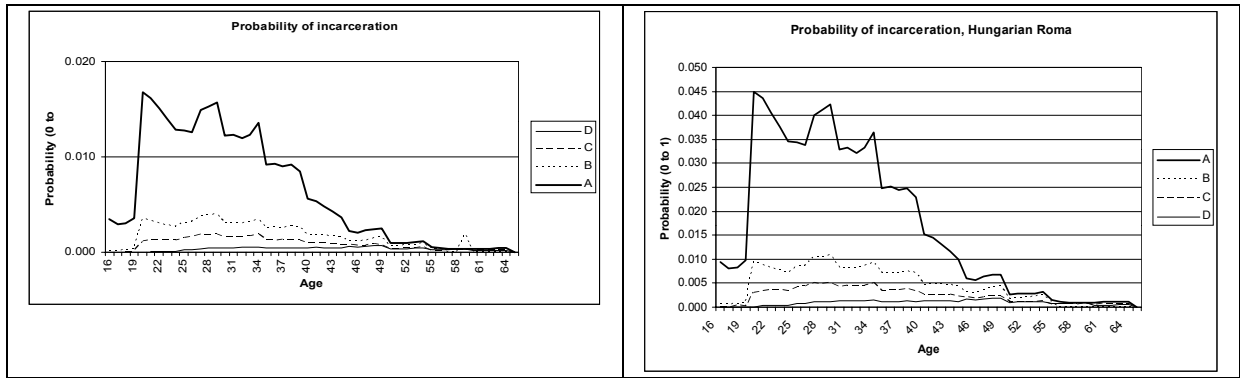 Probability of incarceration
Probability (0 to
0.020
0.010
0.000
16 19 22 25 28 31 34 37 40 43 46 49 52 55 58 61 64
Age
D
C
B
A
Probability of incarceration, Hungarian Roma
Probability (0 to 1)
0.050
0.045
0.040
0.035
0.030
0.025
0.020
0.015
0.010
0.005
0.000
16 19 22 25 28 31 34 37 40 43 46 49 52 55 58 61 64
Age
A
B
C
D